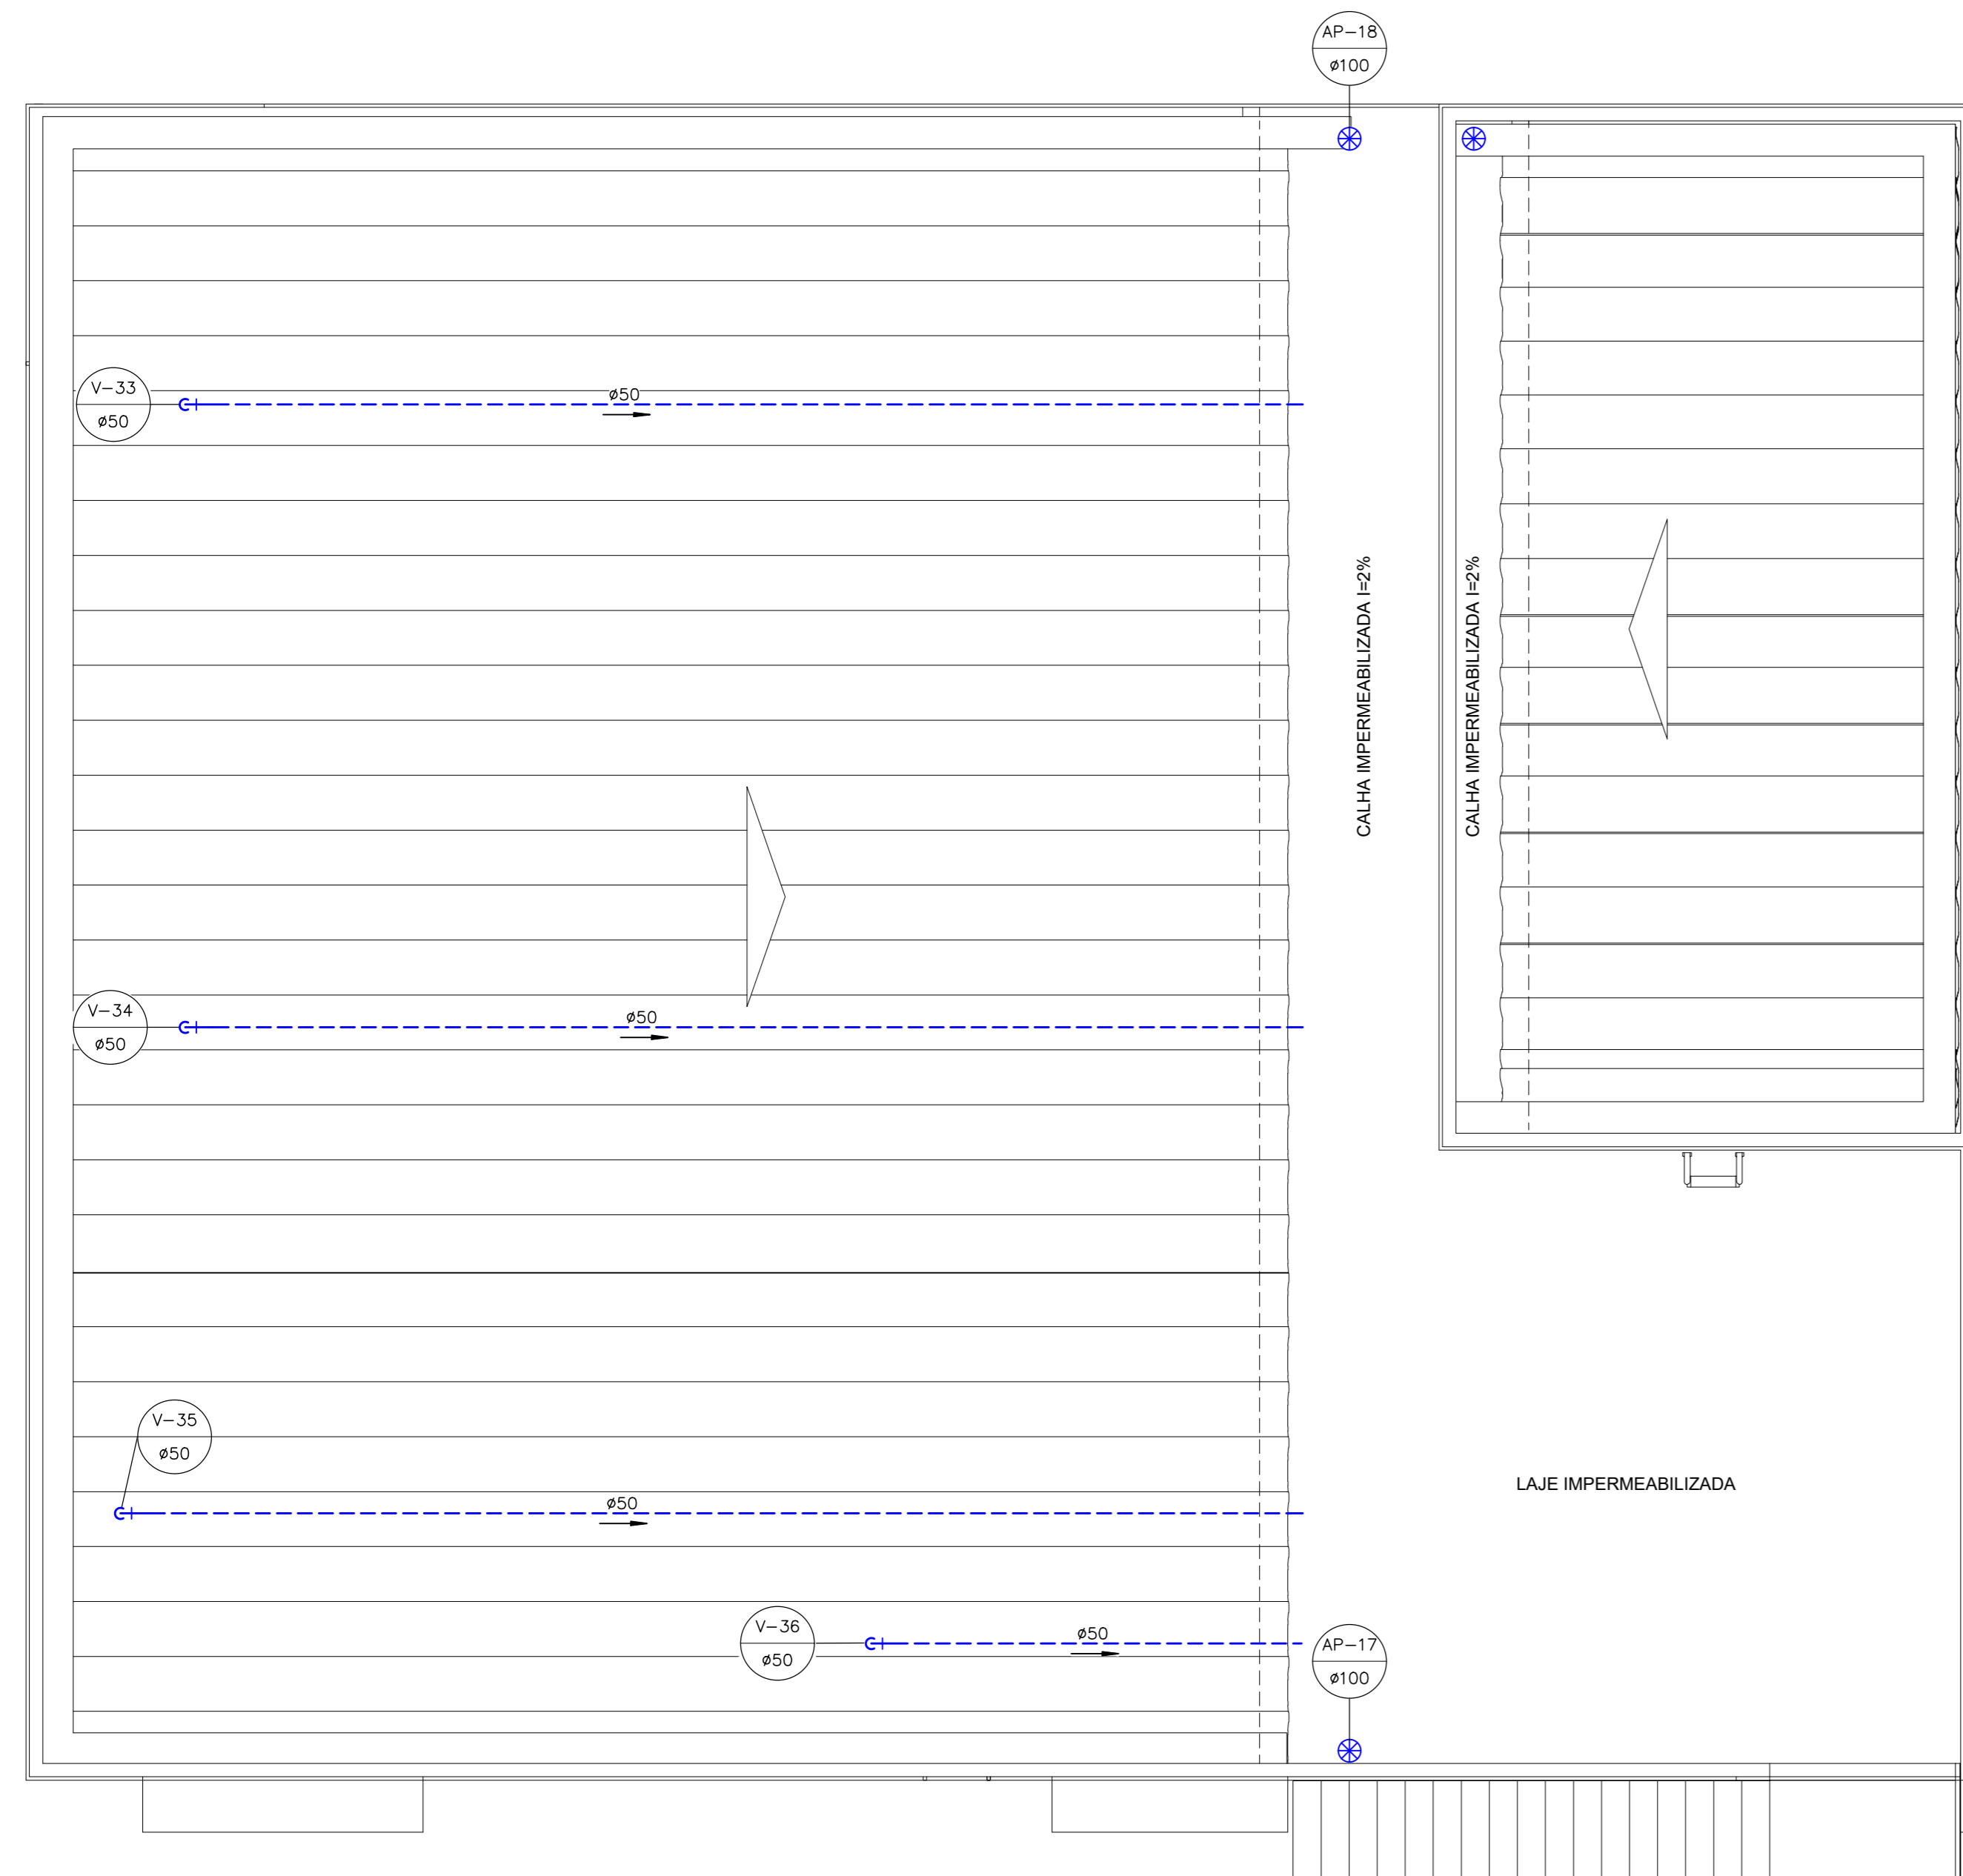 AP-18
ø100
V-33
ø50
ø50
CALHA IMPERMEABILIZADA I=2%
CALHA IMPERMEABILIZADA I=2%
V-34
ø50
ø50
V-35
ø50
ø50
LAJE IMPERMEABILIZADA
V-36
ø50
ø50
AP-17
ø100